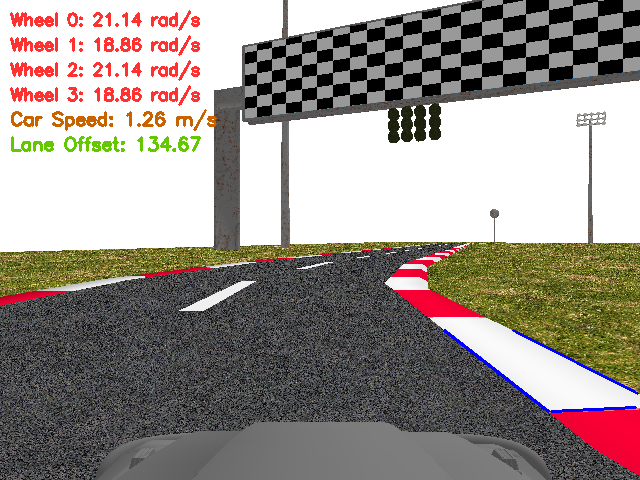 Wheel 0: 21.14 rad/s
Wheel 1: 18.86 rad/s
Wheel 2: 21.14 rad/s
Wheel 3: 18.86 rad/s
Car Speed: 1.26 m/s
Lane Offset: 134.67